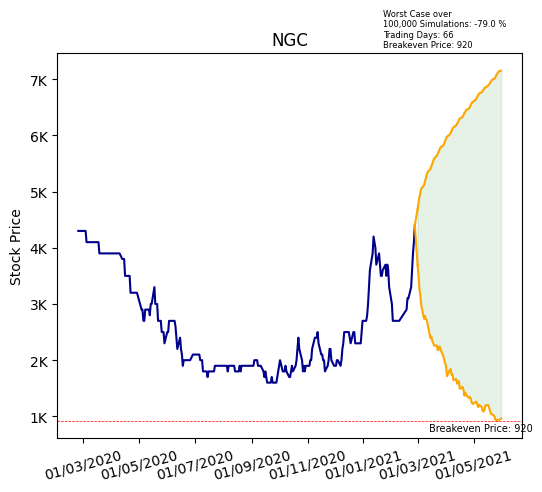 Worst Case over
100,000 Simulations: -79.0 %
Trading Days: 66
Breakeven Price: 920
NGC
Stock Price
7K
6K
5K
4K
3K
2K
1K
Breakeven Price: 920
01/03/2020
01/05/2020
01/07/2020
01/09/2020
01/11/2020
01/01/2021
01/03/2021
01/05/2021